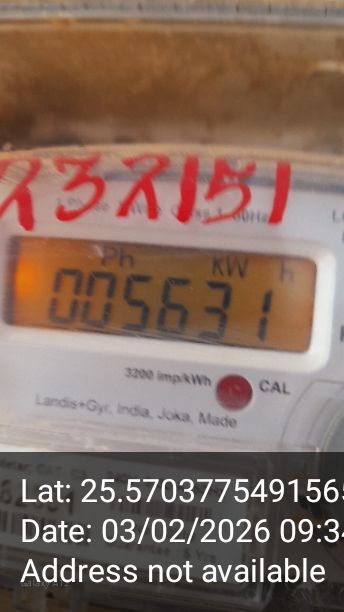 232151
Ph KW h
005631
3200 imp/kWh CAL
Landis+Gyr, India, Joka, Made
Lat: 25.5703775491565
Date: 03/02/2026 09:34
Address not available